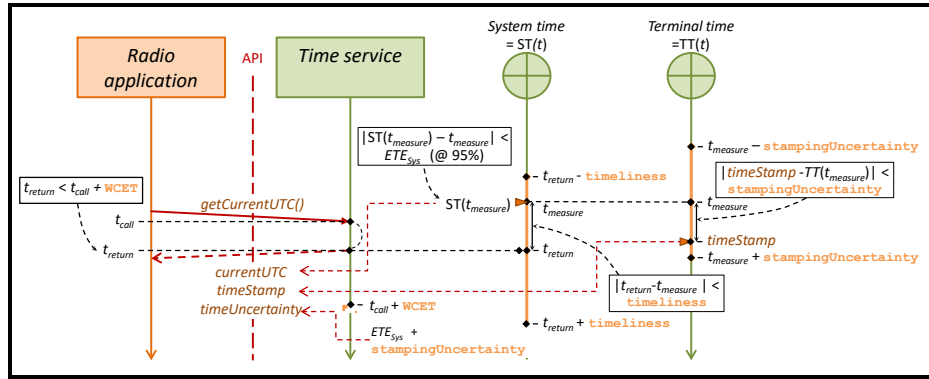 System time
= ST(t)
Terminal time
=TT(t)
Radio
application
API
Time service
|ST(tmeasure) – tmeasure| <
ETESys (@ 95%)
tmeasure – stampingUncertainty
|timeStamp -TT(tmeasure)| <
stampingUncertainty
treturn < tcall + WCET
treturn - timeliness
getCurrentUTC()
ST(tmeasure)
tmeasure
tmeasure
tcall
treturn
treturn
timeStamp
tmeasure + stampingUncertainty
currentUTC
timeStamp
timeUncertainty
|treturn-tmeasure| <
timeliness
tcall + WCET
treturn + timeliness
ETESys +
stampingUncertainty